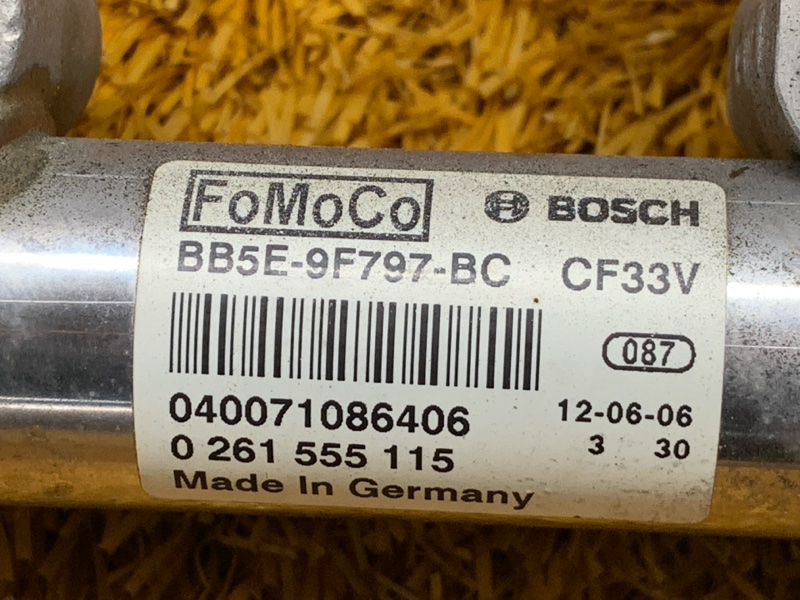 FoMoCo BOSCH
BB5E-9F797-BC CF33V
087
040071086406 12-06-06
0 261 555 115 3 30
Made In Germany